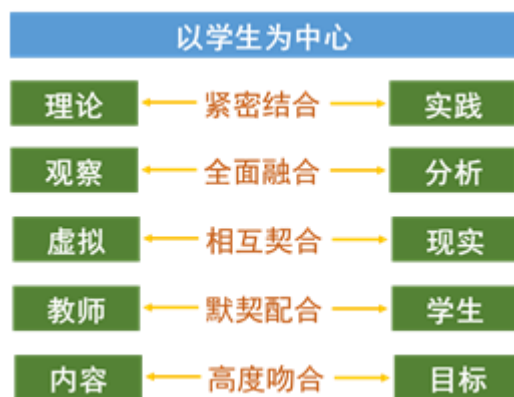 以学生为中心
理论 紧密结合 实践
观察 全面融合 分析
虚拟 相互契合 现实
教师 默契配合 学生
内容 高度吻合 目标